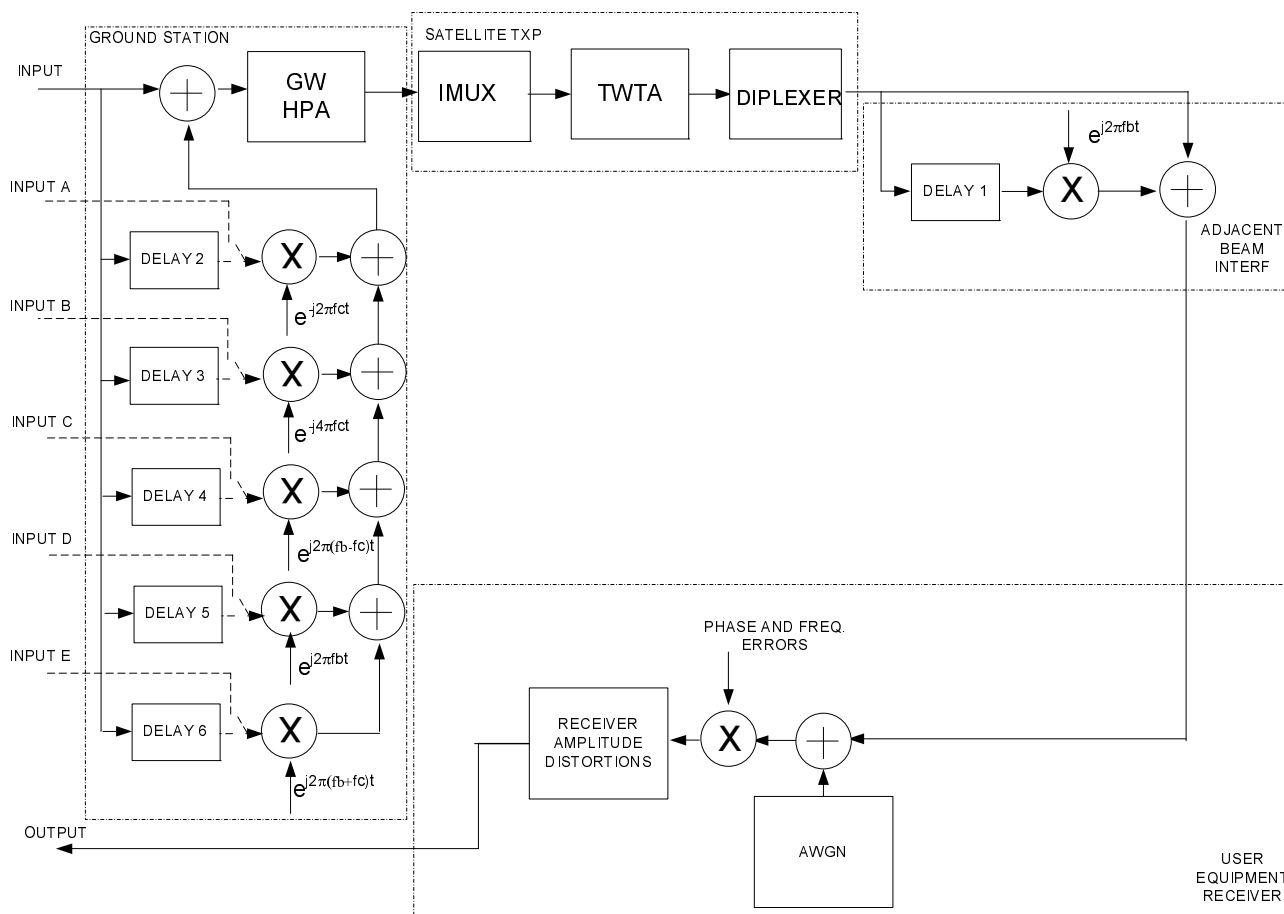 GROUND STATION
SATELLITE TXP
INPUT
GW
HPA
IMUX
TWTA
DIPLEXER
e^j2πfbt
DELAY 1
X
ADJACENT
BEAM
INTERF
INPUT A
DELAY 2
X
e^-j2πfct
INPUT B
DELAY 3
X
e^-j4πfct
INPUT C
DELAY 4
X
e^j2π(fb-fc)t
INPUT D
DELAY 5
X
e^j2πfbt
INPUT E
DELAY 6
X
e^j2π(fb+fc)t
PHASE AND FREQ.
ERRORS
RECEIVER
AMPLITUDE
DISTORTIONS
X
OUTPUT
AWGN
USER
EQUIPMENT
RECEIVER